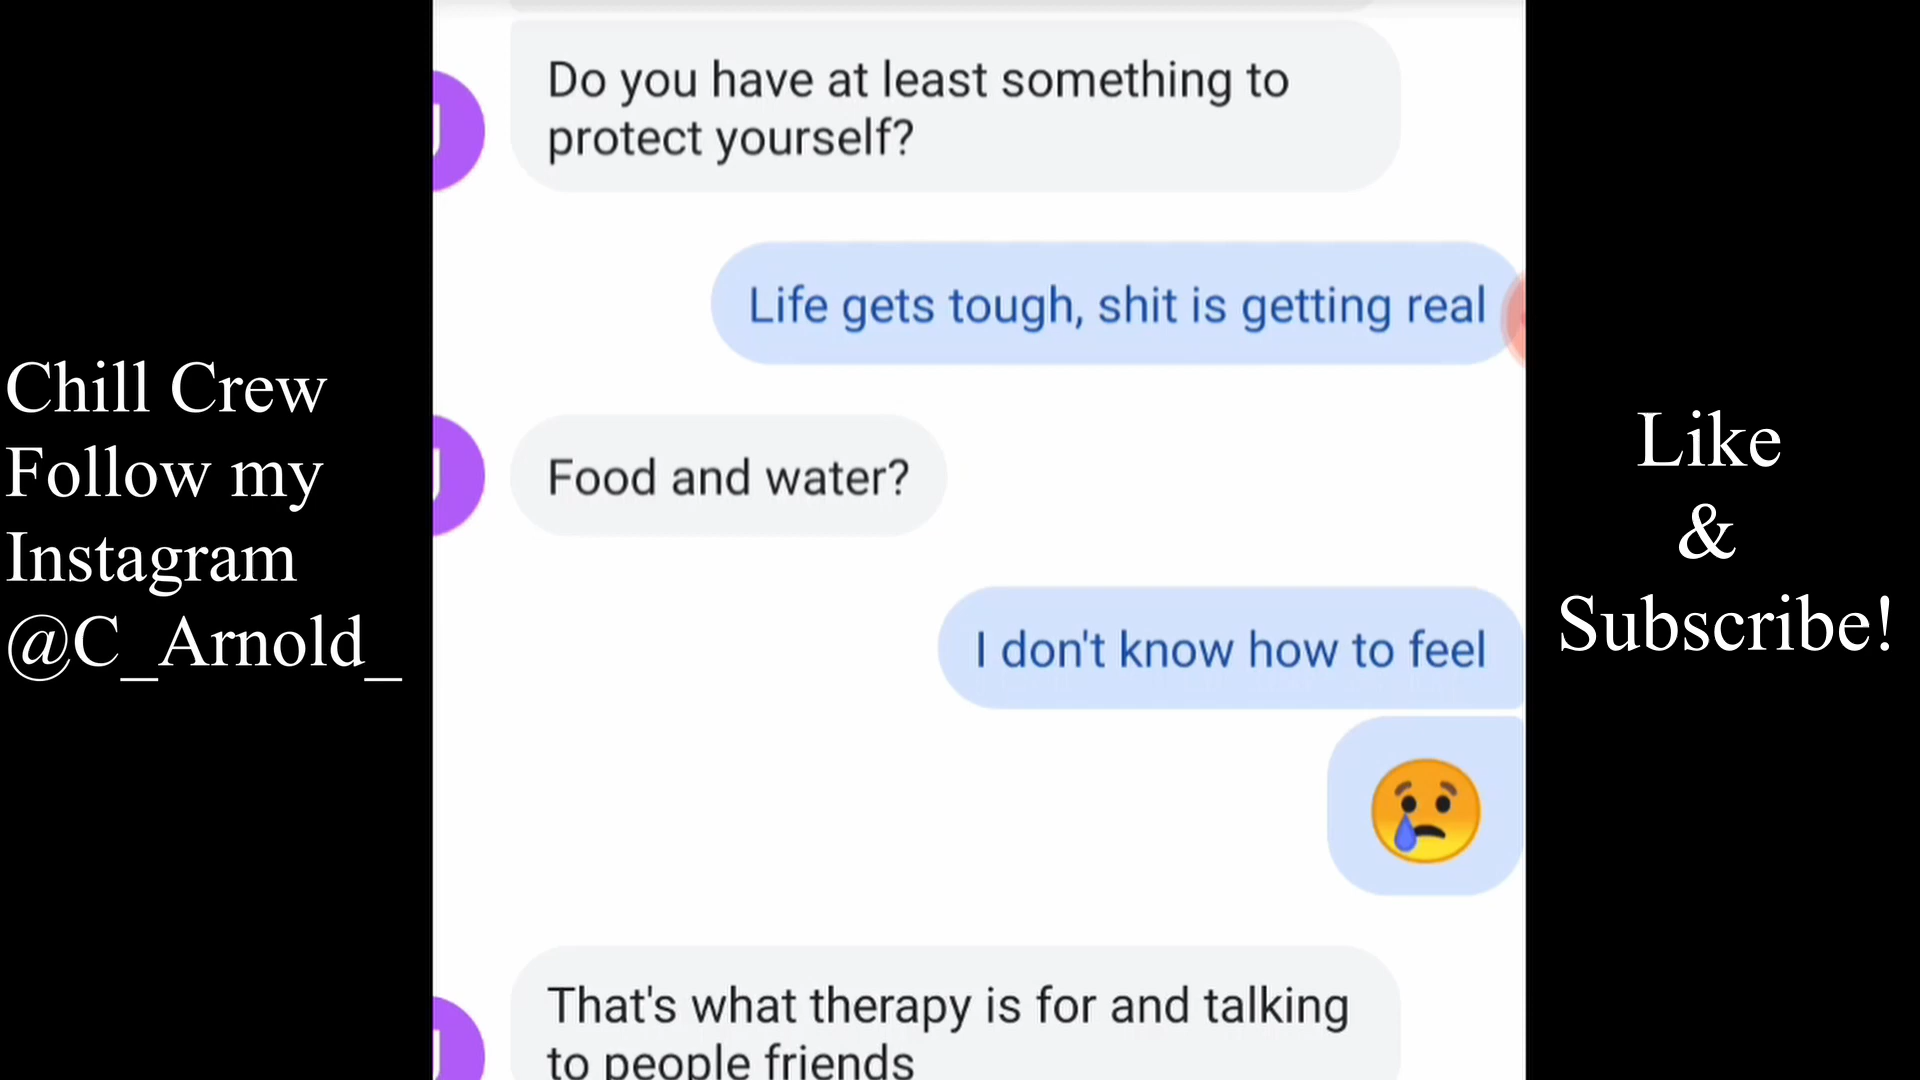 Do you have at least something to
protect yourself?
Life gets tough, shit is getting real
Food and water?
I don't know how to feel
😢
That's what therapy is for and talking
to people friends
Chill Crew
Follow my
Instagram
@C_Arnold_
Like
&
Subscribe!